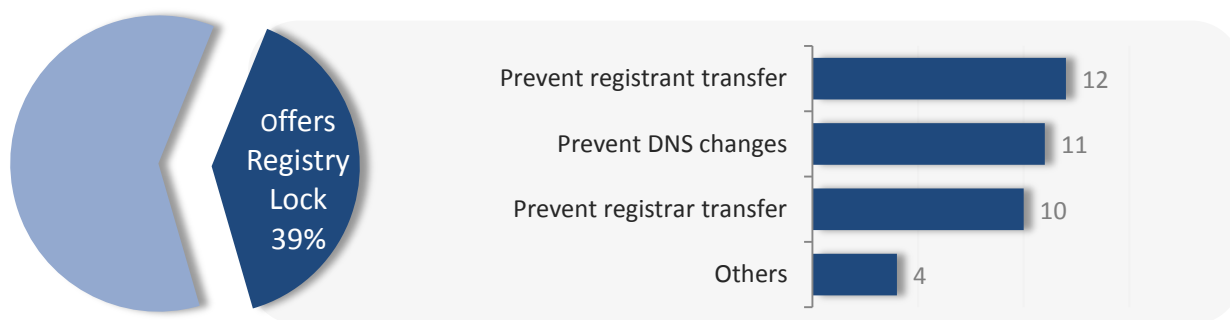 Offers
Registry
Lock
39%
Prevent registrant transfer 12
Prevent DNS changes 11
Prevent registrar transfer 10
Others 4